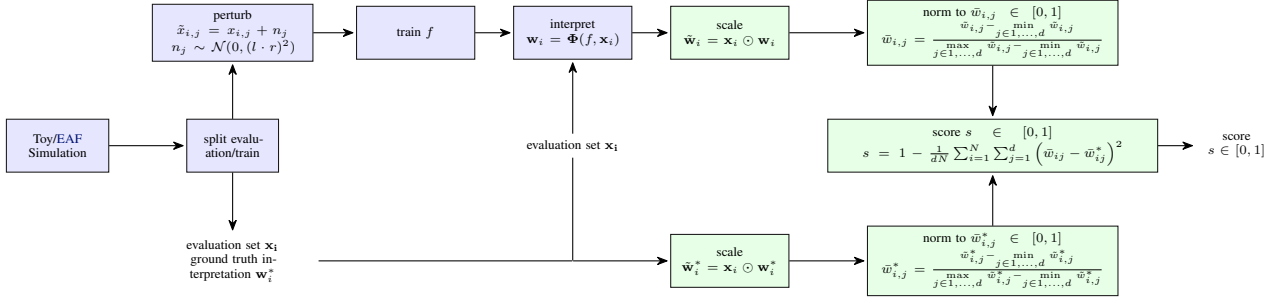 perturb
x̃_{i,j} = x_{i,j} + n_j
n_j ∼ 𝒩(0, (l · r)²)
train f
interpret
𝐰_i = 𝚽(f, 𝐱_i)
scale
𝐰̃_i = 𝐱_i ⊙ 𝐰_i
norm to w̄_{i,j} ∈ [0, 1]
w̄_{i,j} = \frac{w̃_{i,j} − \min_{j∈1,...,d} w̃_{i,j}}{\max_{j∈1,...,d} w̃_{i,j} − \min_{j∈1,...,d} w̃_{i,j}}
Toy/EAF
Simulation
split evalu-
ation/train
evaluation set 𝐱_𝐢
score s ∈ [0, 1]
s = 1 − \frac{1}{dN} ∑_{i=1}^{N} ∑_{j=1}^{d} (w̄_{ij} − w̄*_{ij})²
score
s ∈ [0, 1]
evaluation set 𝐱_𝐢
ground truth in-
terpretation 𝐰*_i
scale
𝐰̃*_i = 𝐱_i ⊙ 𝐰*_i
norm to w̄*_{i,j} ∈ [0, 1]
w̄*_{i,j} = \frac{w̃*_{i,j} − \min_{j∈1,...,d} w̃*_{i,j}}{\max_{j∈1,...,d} w̃*_{i,j} − \min_{j∈1,...,d} w̃*_{i,j}}